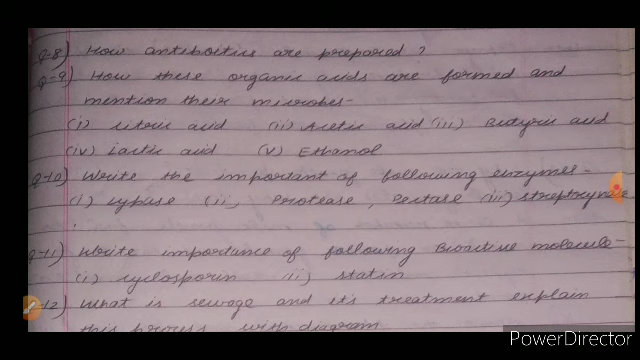 Q-8) How antiboitics are prepared ?
Q-9) How these organic acids are formed and
mention their microbes-
(i) citric acid (ii) Acetic acid (iii) Butyric acid
(iv) Lactic acid (v) Ethanol
Q-10) Write the important of following enzymes-
(i) lypase (ii) Protease, Pectase (iii)
Q-11) Write importance of following Bioactive molecule-
(i) cyclosporin (ii) statin
Q-12) What is sewage and it's treatment explain
this process with diagram
PowerDirector